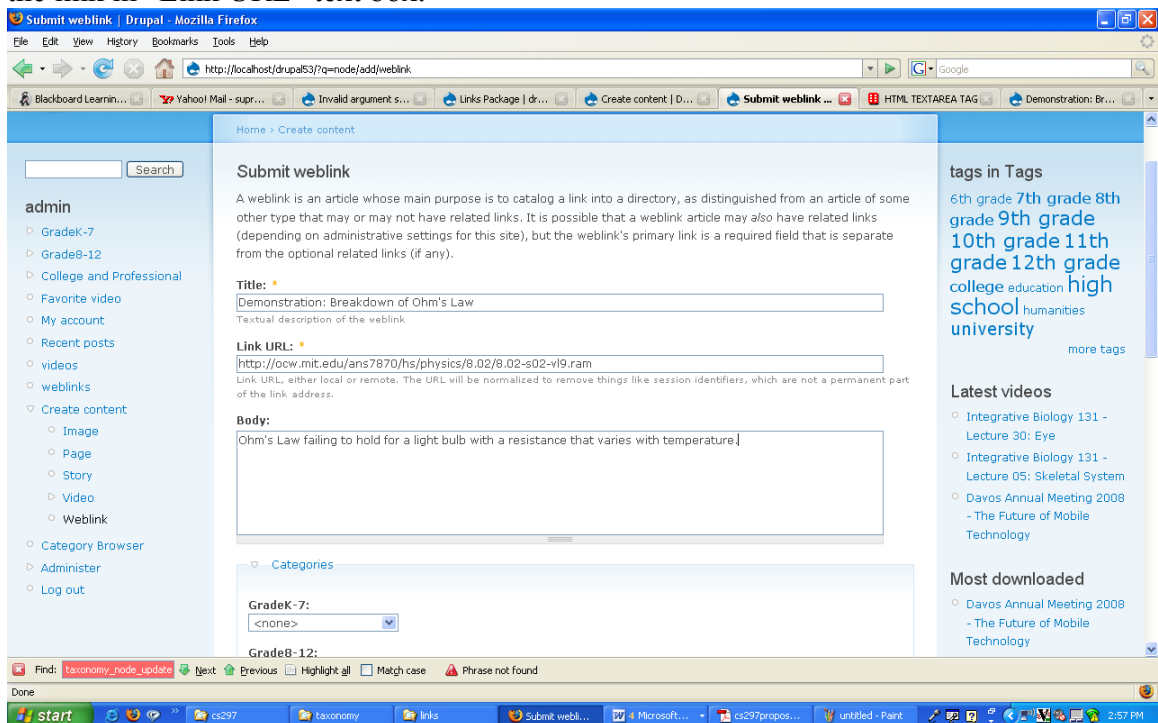 Submit weblink | Drupal - Mozilla Firefox
File Edit View History Bookmarks Tools Help
http://localhost/drupal53/?q=node/add/weblink
Google
Blackboard Learnin... Yahoo! Mail - supr... Invalid argument s... Links Package | dr... Create content | D... Submit weblink ... HTML TEXTAREA TAG Demonstration: Br...
Home › Create content
Search
admin
GradeK-7
Grade8-12
College and Professional
Favorite video
My account
Recent posts
videos
weblinks
Create content
Image
Page
Story
Video
Weblink
Category Browser
Administer
Log out
Submit weblink
A weblink is an article whose main purpose is to catalog a link into a directory, as distinguished from an article of some
other type that may or may not have related links. It is possible that a weblink article may also have related links
(depending on administrative settings for this site), but the weblink's primary link is a required field that is separate
from the optional related links (if any).
Title: *
Demonstration: Breakdown of Ohm's Law
Textual description of the weblink
Link URL: *
http://ocw.mit.edu/ans7870/hs/physics/8.02/8.02-s02-vl9.ram
Link URL, either local or remote. The URL will be normalized to remove things like session identifiers, which are not a permanent part
of the link address.
Body:
Ohm's Law failing to hold for a light bulb with a resistance that varies with temperature.
Categories
GradeK-7:
<none>
Grade8-12:
tags in Tags
6th grade 7th grade 8th
grade 9th grade
10th grade 11th
grade 12th grade
college education high
school humanities
university
more tags
Latest videos
Integrative Biology 131 -
Lecture 30: Eye
Integrative Biology 131 -
Lecture 05: Skeletal System
Davos Annual Meeting 2008
- The Future of Mobile
Technology
Most downloaded
Davos Annual Meeting 2008
- The Future of Mobile
Technology
Find: taxonomy_node_update Next Previous Highlight all Match case Phrase not found
Done
start cs297 taxonomy links Submit webli... 4 Microsoft... cs297propos... untitled - Paint 2:57 PM